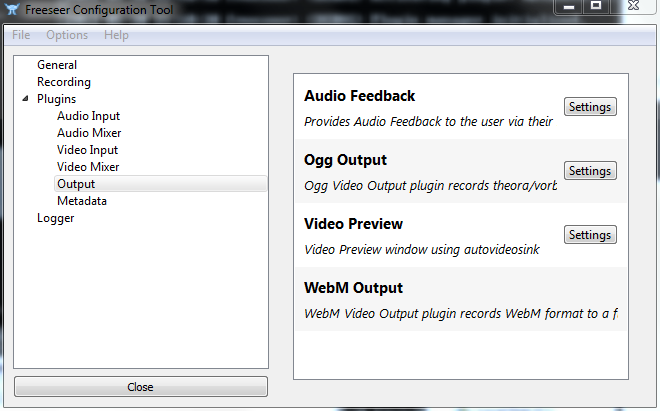 Freeseer Configuration Tool
File Options Help
General
Recording
Plugins
Audio Input
Audio Mixer
Video Input
Video Mixer
Output
Metadata
Logger
Close
Audio Feedback
Provides Audio Feedback to the user via their
Settings
Ogg Output
Ogg Video Output plugin records theora/vorb
Settings
Video Preview
Video Preview window using autovideosink
Settings
WebM Output
WebM Video Output plugin records WebM format to a f